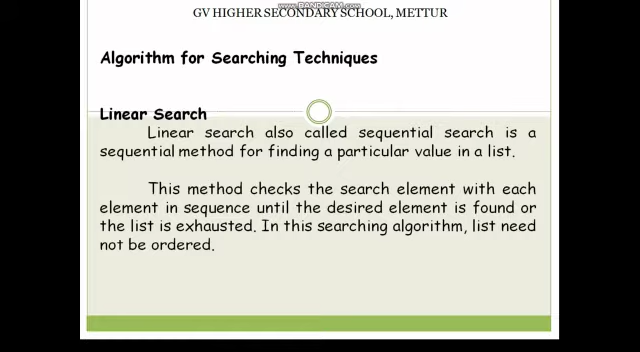 www.BANDICAM.com
GV HIGHER SECONDARY SCHOOL, METTUR
Algorithm for Searching Techniques
Linear Search
Linear search also called sequential search is a
sequential method for finding a particular value in a list.
This method checks the search element with each
element in sequence until the desired element is found or
the list is exhausted. In this searching algorithm, list need
not be ordered.